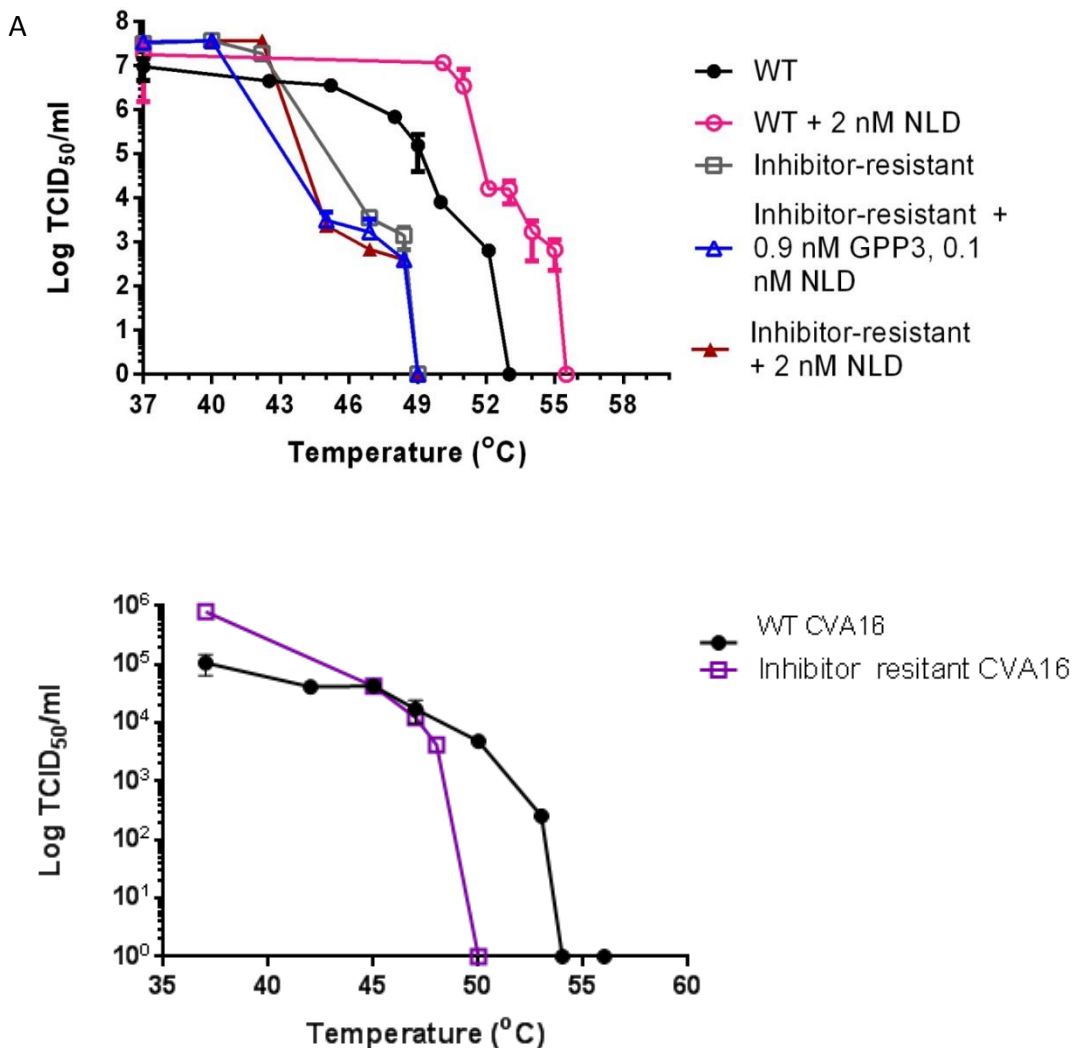 A
8
7
6
5
4
3
2
1
0
Log TCID50/ml
37 40 43 46 49 52 55 58
Temperature (oC)
WT
WT + 2 nM NLD
Inhibitor-resistant
Inhibitor-resistant +
0.9 nM GPP3, 0.1
nM NLD
Inhibitor-resistant
+ 2 nM NLD
10^6
10^5
10^4
10^3
10^2
10^1
10^0
Log TCID50/ml
35 40 45 50 55 60
Temperature (oC)
WT CVA16
Inhibitor resitant CVA16